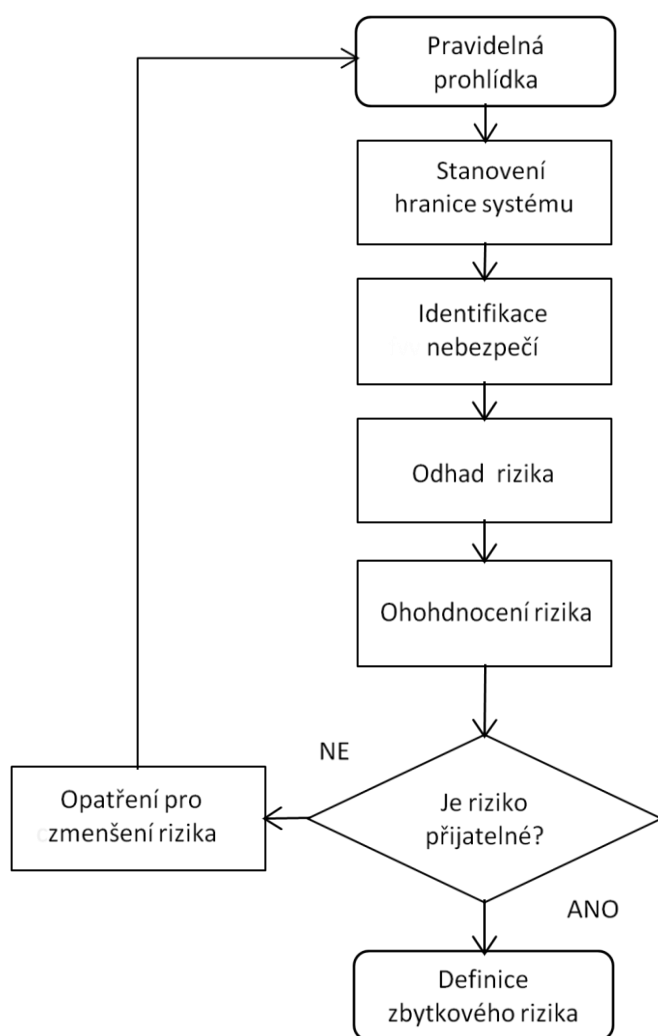 Pravidelná
prohlídka
Stanovení
hranice systému
Identifikace
nebezpečí
Odhad rizika
Ohohdnocení rizika
NE
Opatření pro
zmenšení rizika
Je riziko
přijatelné?
ANO
Definice
zbytkového rizika